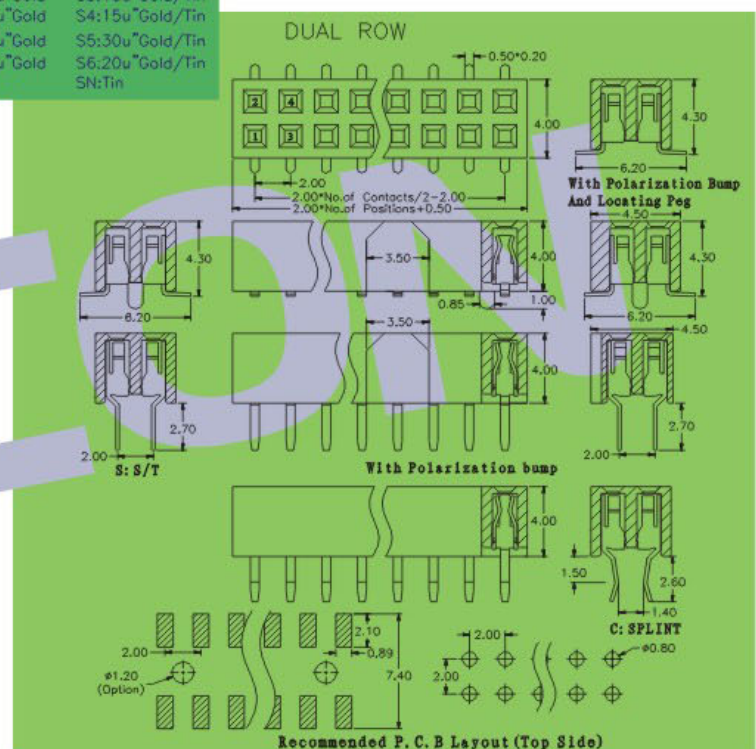 u"Gold S4:15u"Gold/Tin
u"Gold S5:30u"Gold/Tin
u"Gold S6:20u"Gold/Tin
SN:Tin
DUAL ROW
0.50*0.20
2 4
1 3
4.00
4.30
6.20
2.00
2.00*No.of Contacts/2-2.00
2.00*No.of Positions+0.50
With Polarization Bump
And Locating Peg
4.50
4.30
6.20
3.50
4.00
0.85
1.00
4.30
6.20
3.50
4.00
4.50
2.70
2.00
S: S/T
With Polarization bump
2.70
2.00
4.00
1.50
2.60
1.40
C: SPLINT
2.00
ø1.20
(Option)
2.10
0.89
7.40
2.00
2.00
ø0.80
Recommended P.C.B Layout (Top Side)